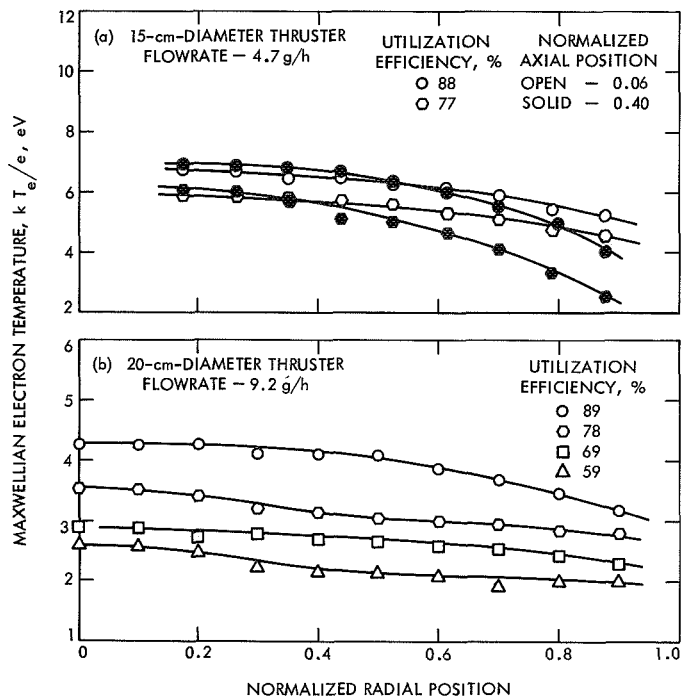 MAXWELLIAN ELECTRON TEMPERATURE, k Te/e, eV
(a) 15-cm-DIAMETER THRUSTER
FLOWRATE — 4.7 g/h
UTILIZATION
EFFICIENCY, %
88
77
NORMALIZED
AXIAL POSITION
OPEN — 0.06
SOLID — 0.40
12
10
8
6
4
2
(b) 20-cm-DIAMETER THRUSTER
FLOWRATE — 9.2 g/h
UTILIZATION
EFFICIENCY, %
89
78
69
59
6
5
4
3
2
1
0 0.2 0.4 0.6 0.8 1.0
NORMALIZED RADIAL POSITION